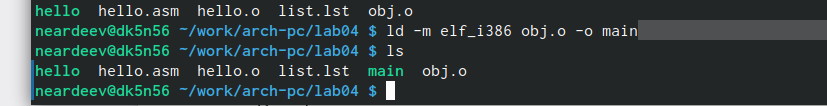 hello hello.asm hello.o list.lst obj.o
neardeev@dk5n56 ~/work/arch-pc/lab04 $ ld -m elf_i386 obj.o -o main
neardeev@dk5n56 ~/work/arch-pc/lab04 $ ls
hello hello.asm hello.o list.lst main obj.o
neardeev@dk5n56 ~/work/arch-pc/lab04 $